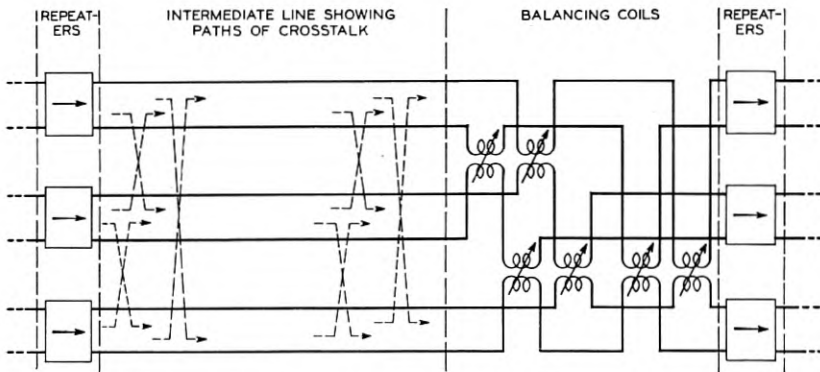 REPEAT-
ERS
INTERMEDIATE LINE SHOWING
PATHS OF CROSSTALK
BALANCING COILS
REPEAT-
ERS